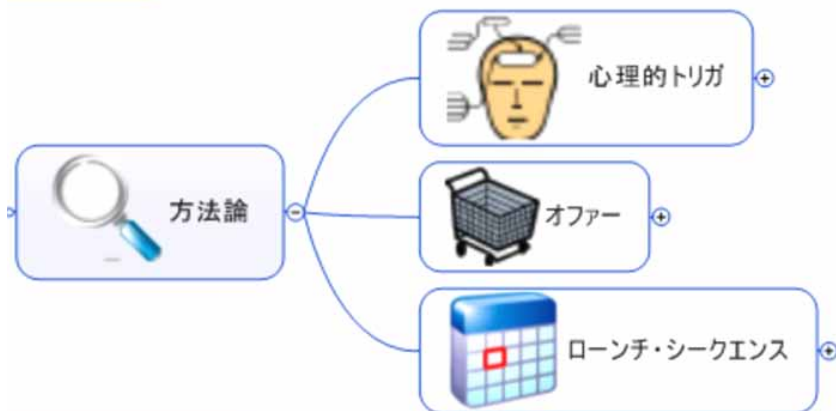 心理的トリガ
方法論
オファー
ローンチ・シークエンス